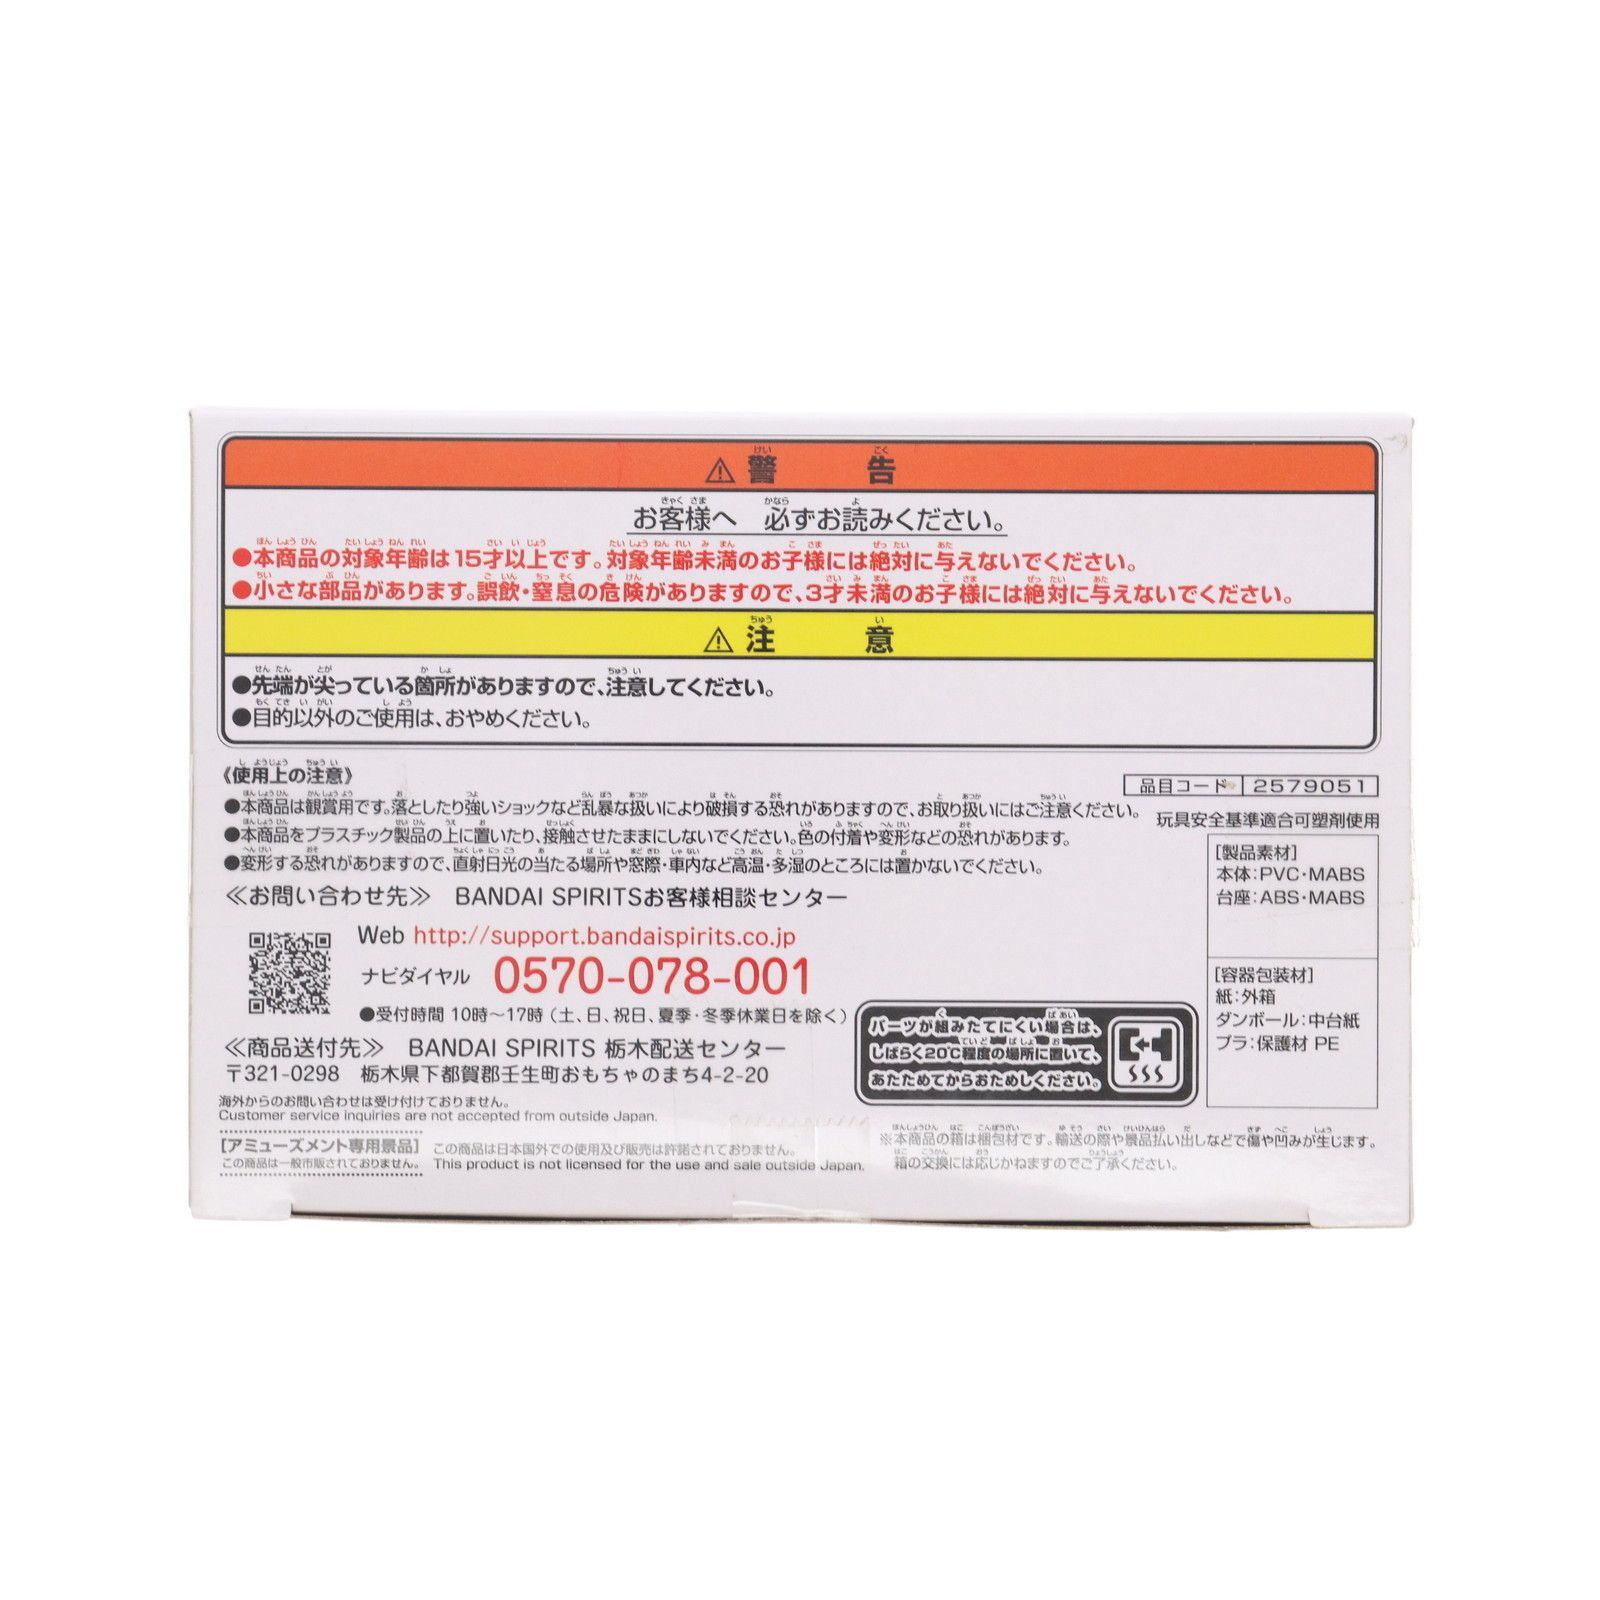 ⚠警告
お客様へ 必ずお読みください。
●本商品の対象年齢は15才以上です。対象年齢未満のお子様には絶対に与えないでください。
●小さな部品があります。誤飲・窒息の危険がありますので、3才未満のお子様には絶対に与えないでください。
⚠注意
●先端が尖っている箇所がありますので、注意してください。
●目的以外のご使用は、おやめください。
《使用上の注意》
●本商品は観賞用です。落としたり強いショックなど乱暴な扱いにより破損する恐れがありますので、お取り扱いにはご注意ください。
●本商品をプラスチック製品の上に置いたり、接触させたままにしないでください。色の付着や変形などの恐れがあります。
●変形する恐れがありますので、直射日光の当たる場所や窓際・車内など高温・多湿のところには置かないでください。
品目コード 2579051
玩具安全基準適合可塑剤使用
[製品素材]
本体:PVC・MABS
台座:ABS・MABS
[容器包装材]
紙:外箱
ダンボール:中台紙
プラ:保護材 PE
≪お問い合わせ先≫ BANDAI SPIRITSお客様相談センター
Web http://support.bandaispirits.co.jp
ナビダイヤル 0570-078-001
●受付時間 10時～17時(土、日、祝日、夏季・冬季休業日を除く)
≪商品送付先≫ BANDAI SPIRITS 栃木配送センター
〒321-0298 栃木県下都賀郡壬生町おもちゃのまち4-2-20
パーツが組みたてにくい場合は、
しばらく20℃程度の場所に置いて、
あたためてからおためしください。
海外からのお問い合わせは受け付けておりません。
Customer service inquiries are not accepted from outside Japan.
[アミューズメント専用景品]
この商品は一般市販されておりません。
この商品は日本国外での使用及び販売は許諾されておりません。
This product is not licensed for the use and sale outside Japan.
※本商品の箱は梱包材です。輸送の際や景品払い出しなどで傷や凹みが生じます。
箱の交換には応じかねますのでご了承ください。